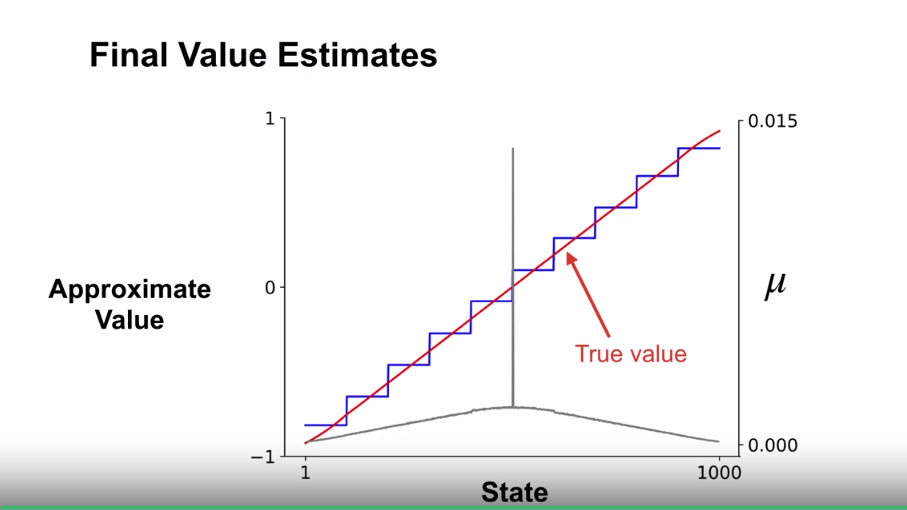 Final Value Estimates
1
0.015
0
Approximate
Value
μ
True value
−1
0.000
1
1000
State